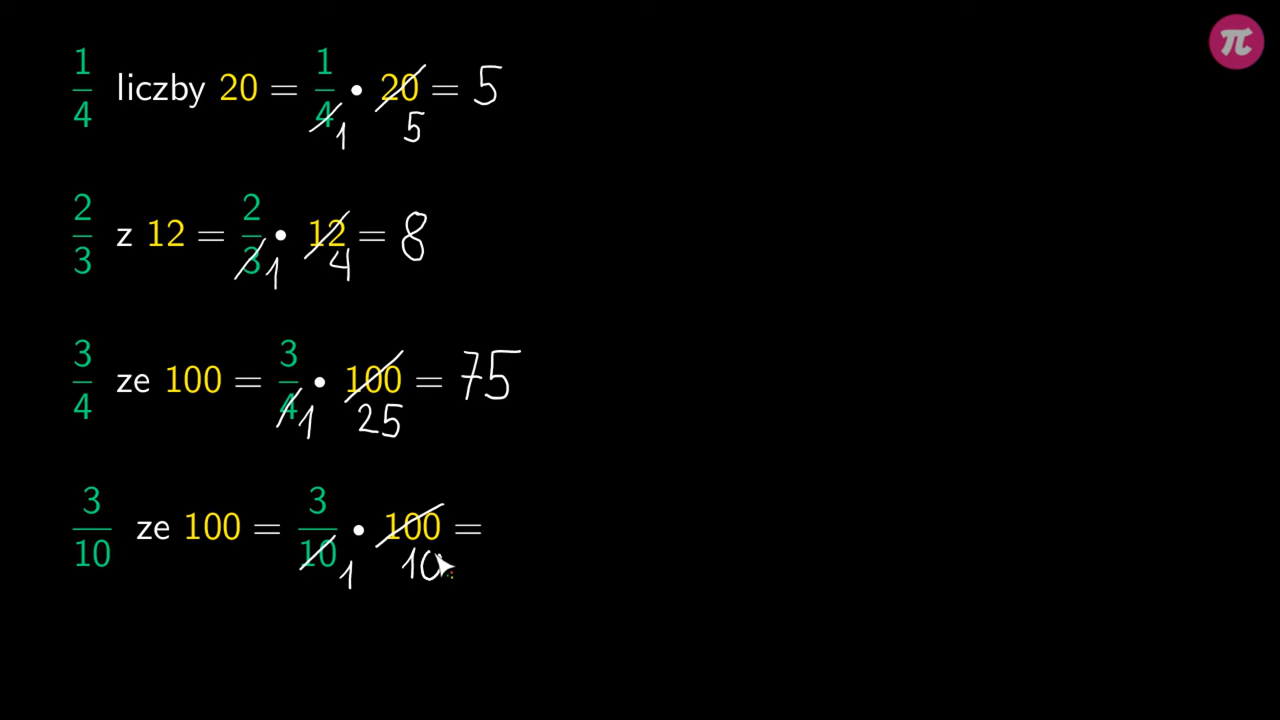 π
1/4 liczby 20 = 1/4 • 20 = 5
1 5
2/3 z 12 = 2/3 • 12 = 8
1 4
3/4 ze 100 = 3/4 • 100 = 75
1 25
3/10 ze 100 = 3/10 • 100 =
1 10